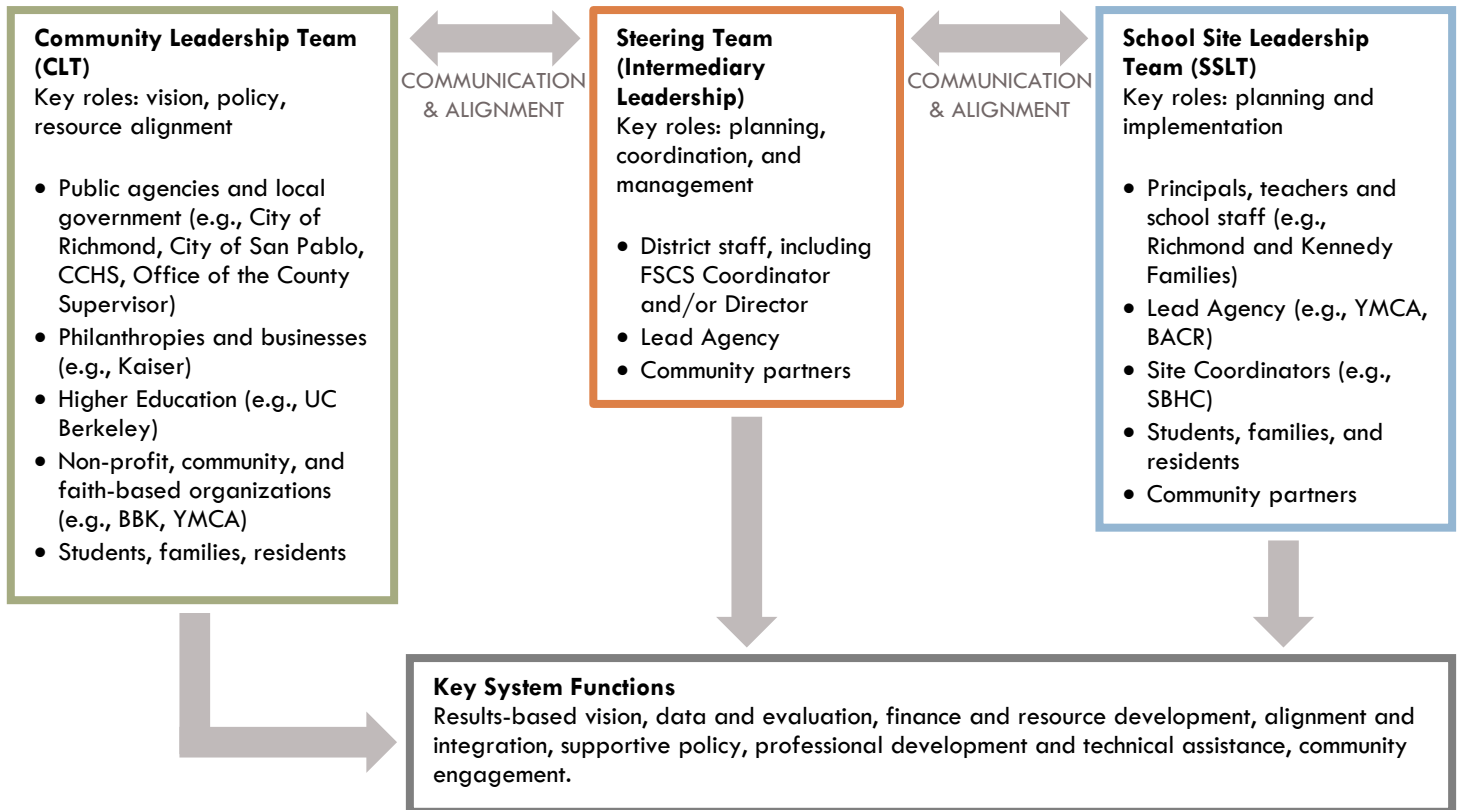 Community Leadership Team
(CLT)
Key roles: vision, policy,
resource alignment
• Public agencies and local
government (e.g., City of
Richmond, City of San Pablo,
CCHS, Office of the County
Supervisor)
• Philanthropies and businesses
(e.g., Kaiser)
• Higher Education (e.g., UC
Berkeley)
• Non-profit, community, and
faith-based organizations
(e.g., BBK, YMCA)
• Students, families, residents
COMMUNICATION
& ALIGNMENT
Steering Team
(Intermediary
Leadership)
Key roles: planning,
coordination, and
management
• District staff, including
FSCS Coordinator
and/or Director
• Lead Agency
• Community partners
COMMUNICATION
& ALIGNMENT
School Site Leadership
Team (SSLT)
Key roles: planning and
implementation
• Principals, teachers and
school staff (e.g.,
Richmond and Kennedy
Families)
• Lead Agency (e.g., YMCA,
BACR)
• Site Coordinators (e.g.,
SBHC)
• Students, families, and
residents
• Community partners
Key System Functions
Results-based vision, data and evaluation, finance and resource development, alignment and
integration, supportive policy, professional development and technical assistance, community
engagement.